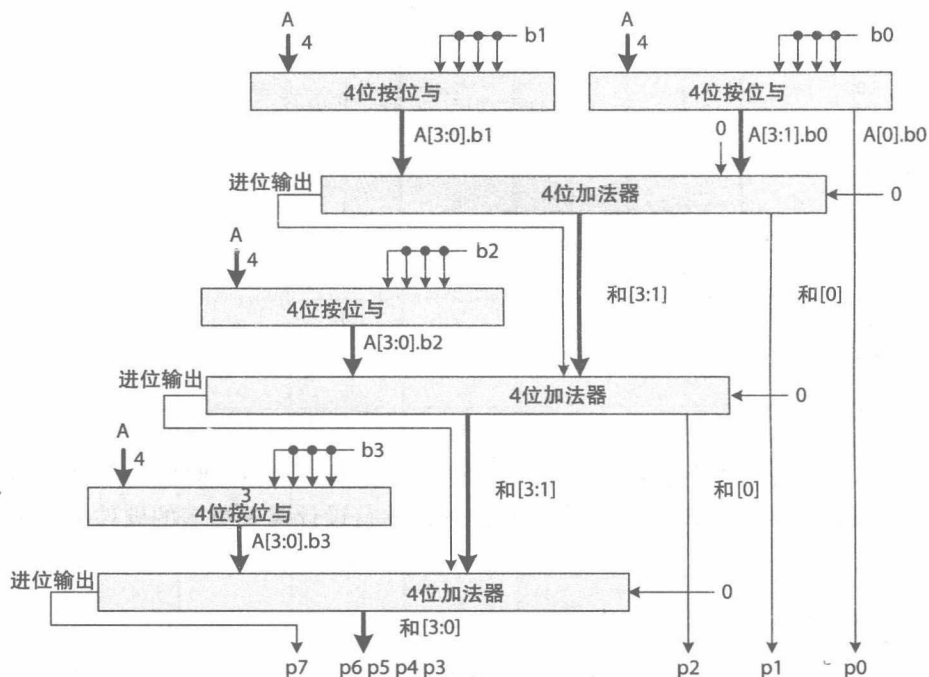 A
4
b1
A
4
b0
4位按位与
4位按位与
A[3:0].b1
0
A[3:1].b0
A[0].b0
进位输出
4位加法器
0
A
4
b2
和[3:1]
和[0]
4位按位与
A[3:0].b2
进位输出
4位加法器
0
A
4
b3
和[3:1]
和[0]
3
4位按位与
A[3:0].b3
进位输出
4位加法器
0
和[3:0]
p7 p6 p5 p4 p3 p2 p1 p0